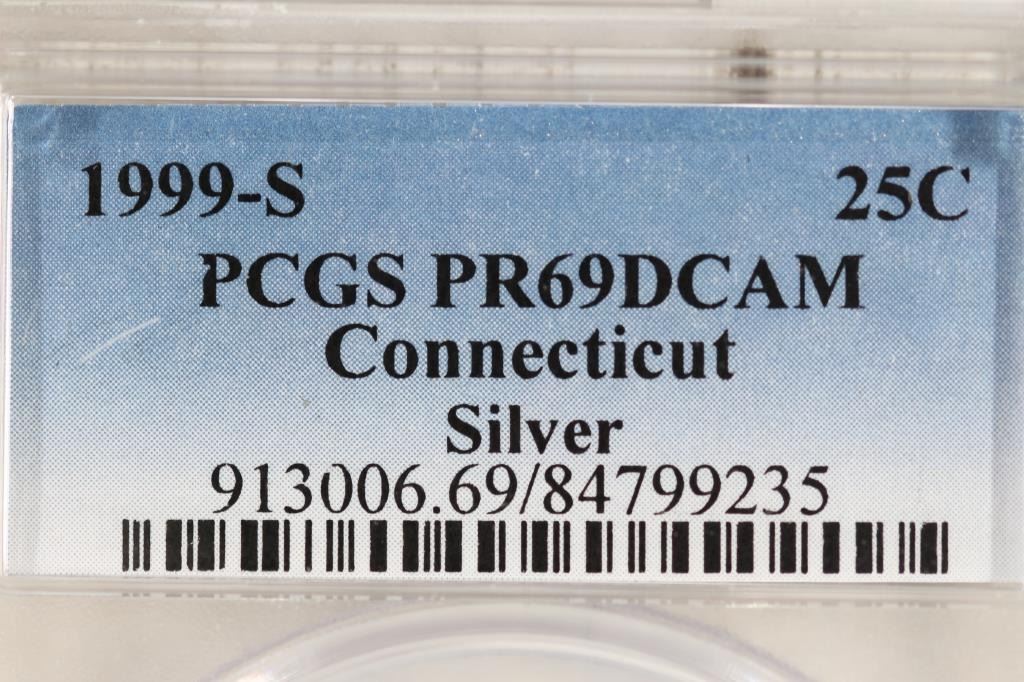 1999-S 25C
PCGS PR69DCAM
Connecticut
Silver
913006.69/84799235